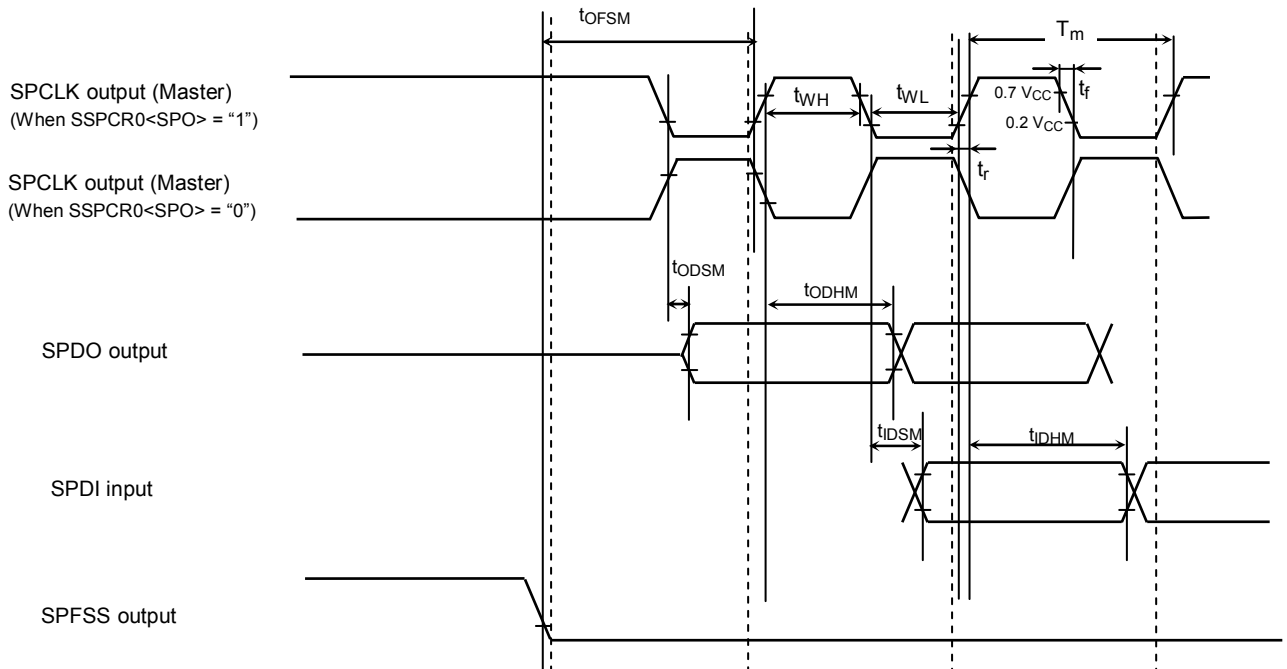 tOFSM
Tm
SPCLK output (Master)
(When SSPCR0<SPO> = “1”)
tWH
tWL
0.7 VCC
tf
0.2 VCC
SPCLK output (Master)
(When SSPCR0<SPO> = “0”)
tr
tODSM
tODHM
SPDO output
tIDSM
tIDHM
SPDI input
SPFSS output